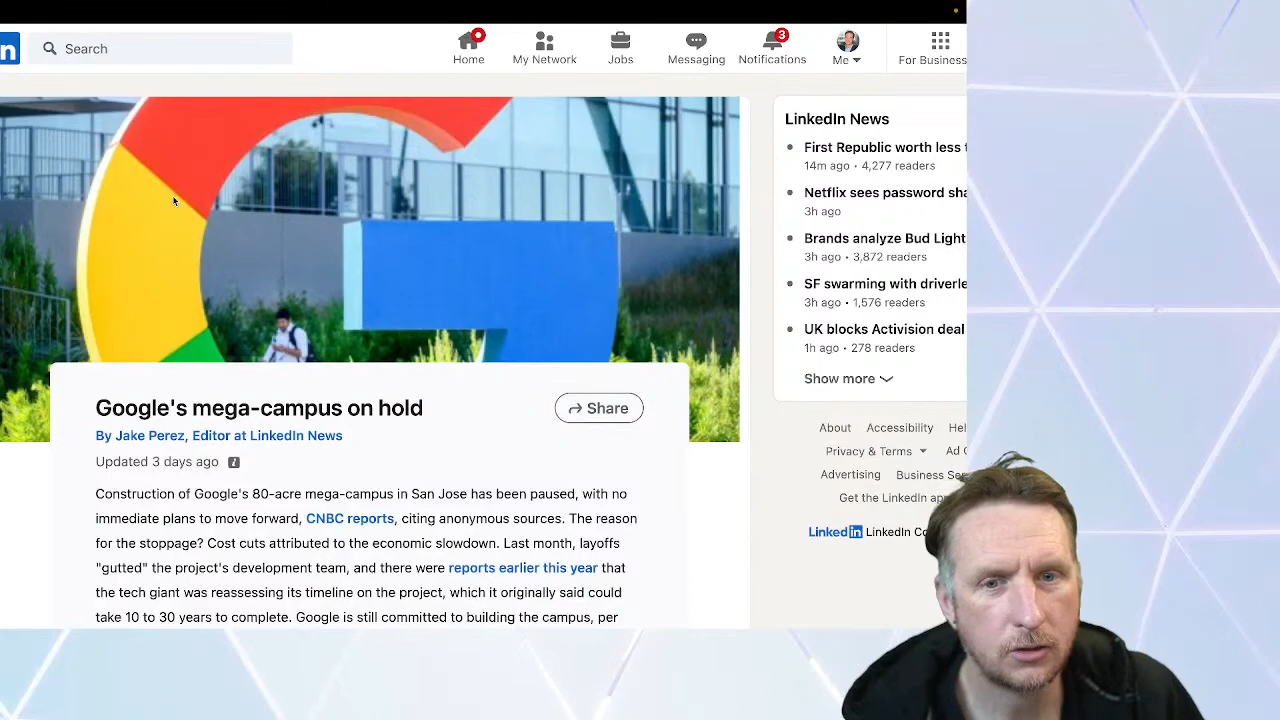 n
Search
Home
My Network
Jobs
Messaging
3
Notifications
Me
For Business
LinkedIn News
First Republic worth less
14m ago • 4,277 readers
Netflix sees password
3h ago
Brands analyze Bud Light
3h ago • 3,872 readers
SF swarming with
3h ago • 1,576 readers
UK blocks Activision deal
1h ago • 278 readers
Show more
Google's mega-campus on hold
Share
By Jake Perez, Editor at LinkedIn News
Updated 3 days ago
Construction of Google's 80-acre mega-campus in San Jose has been paused, with no
immediate plans to move forward, CNBC reports, citing anonymous sources. The reason
for the stoppage? Cost cuts attributed to the economic slowdown. Last month, layoffs
"gutted" the project's development team, and there were reports earlier this year that
the tech giant was reassessing its timeline on the project, which it originally said could
take 10 to 30 years to complete. Google is still committed to building the campus, per
About Accessibility
Privacy & Terms
Advertising Business
Get the LinkedIn
LinkedIn LinkedIn